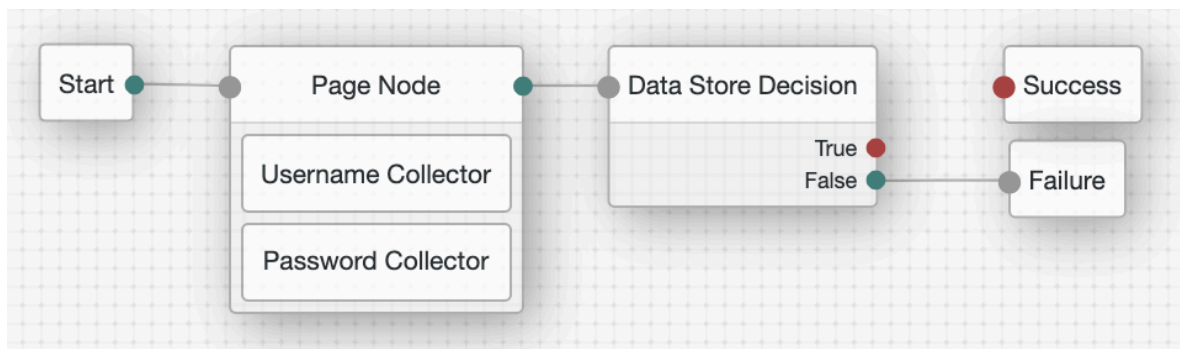 Start
Page Node
Username Collector
Password Collector
Data Store Decision
True
False
Success
Failure